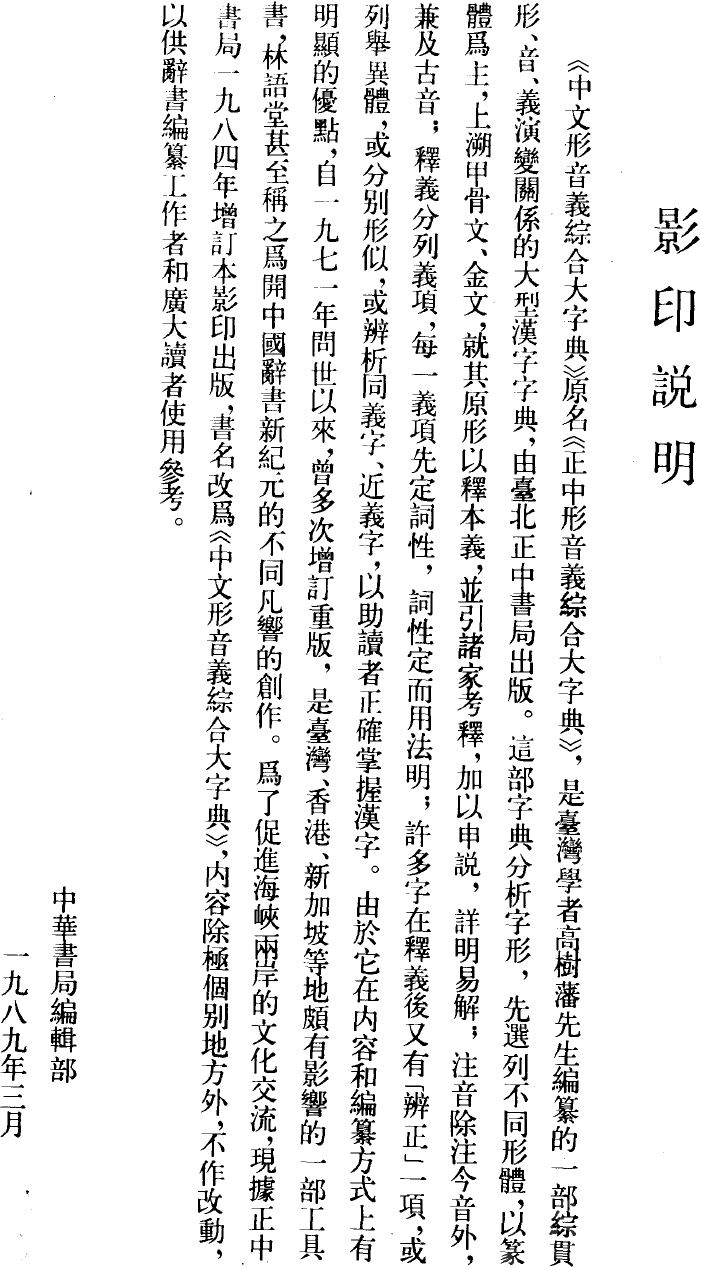 影印説明
《中文形音義綜合大字典》原名《正中形音義綜合大字典》，是臺灣學者高樹藩先生編纂的一部綜貫
形、音、義演變關係的大型漢字字典，由臺北正中書局出版。這部字典分析字形，先選列不同形體，以篆
體爲主，上溯甲骨文、金文，就其原形以釋本義，並引諸家考釋，加以申説，詳明易解；注音除注今音外，
兼及古音；釋義分列義項，每一義項先定詞性，詞性定而用法明；許多字在釋義後又有「辨正」一項，或
列舉異體，或分別形似，或辨析同義字、近義字，以助讀者正確掌握漢字。由於它在内容和編纂方式上有
明顯的優點，自一九七一年問世以來，曾多次增訂重版，是臺灣、香港、新加坡等地頗有影響的一部工具
書，林語堂甚至稱之爲開中國辭書新紀元的不同凡響的創作。爲了促進海峽兩岸的文化交流，現據正中
書局一九八四年增訂本影印出版，書名改爲《中文形音義綜合大字典》，内容除極個别地方外，不作改動，
以供辭書編纂工作者和廣大讀者使用參考。
中華書局編輯部
一九八九年三月